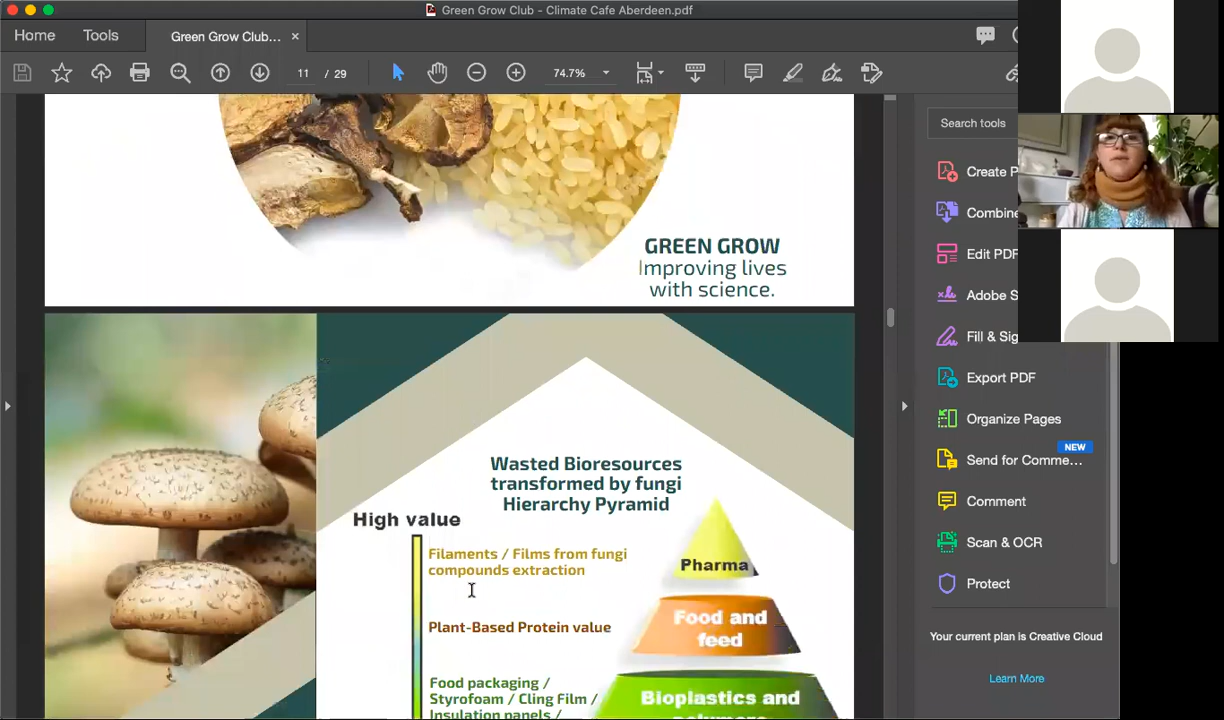 Green Grow Club - Climate Cafe Aberdeen.pdf
Home
Tools
Green Grow Club...
11 / 29
74.7%
Search tools
GREEN GROW
Improving lives
with science.
Create P
Combine
Edit PDF
Adobe S
Fill & Sig
Export PDF
Organize Pages
NEW
Send for Comme...
Comment
Scan & OCR
Protect
Your current plan is Creative Cloud
Learn More
Wasted Bioresources
transformed by fungi
Hierarchy Pyramid
High value
Filaments / Films from fungi
compounds extraction
Plant-Based Protein value
Food packaging /
Styrofoam / Cling Film /
Insulation panels /
Pharma
Food and
feed
Bioplastics and
polymers